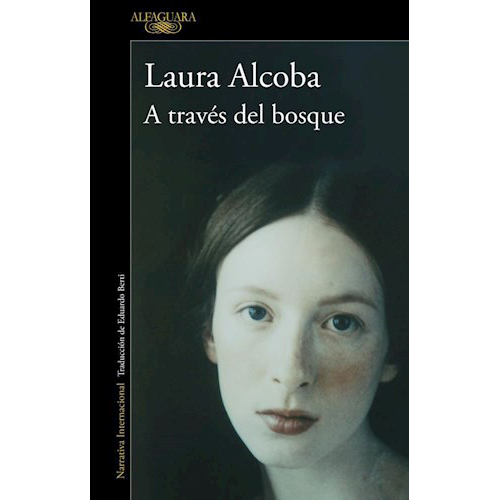 ALFAGUARA
Laura Alcoba
A través del bosque
Narrativa Internacional Traducción de Eduardo Berti